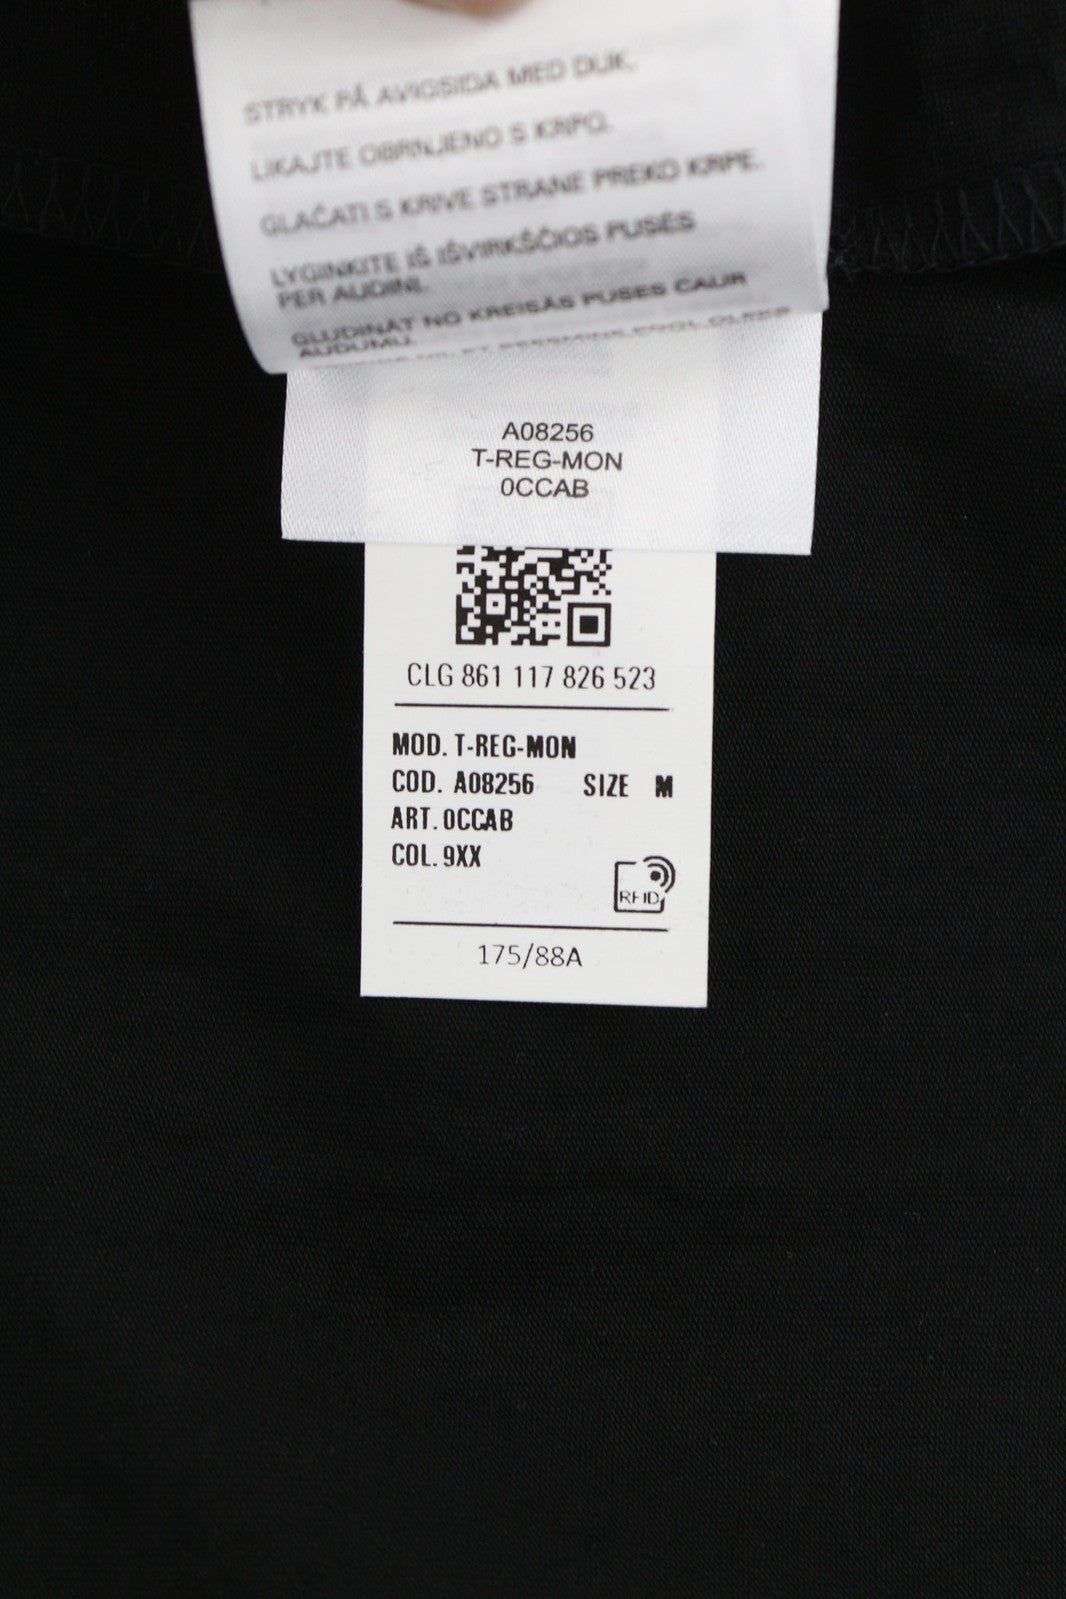 STRYK PÅ AVIGSIDA MED DUK.
LIKAJTE OBRNJENO S KRPO.
GLAČATI S KRIVE STRANE PREKO KRPE.
LYGINKITE IŠ IŠVIRKŠČIOS PUSĖS
PER AUDINI.
GLUDINĀT NO KREISĀS PUSES CAUR
AUDUMU.
A08256
T-REG-MON
0CCAB
CLG 861 117 826 523
MOD. T-REG-MON
COD. A08256 SIZE M
ART. 0CCAB
COL. 9XX
RFID
175/88A